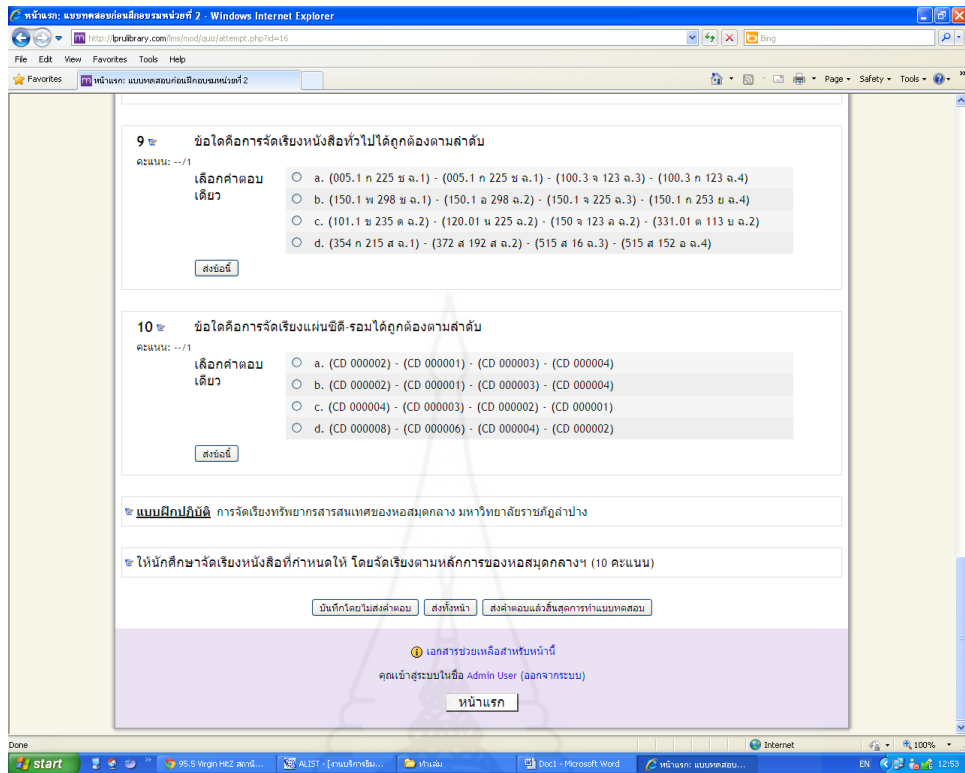 หน้าแรก: แบบทดสอบก่อนฝึกอบรมหน่วยที่ 2 - Windows Internet Explorer
http://lprulibrary.com/lms/mod/quiz/attempt.php?id=16
Bing
File Edit View Favorites Tools Help
Favorites หน้าแรก: แบบทดสอบก่อนฝึกอบรมหน่วยที่ 2 Page Safety Tools
9 ข้อใดคือการจัดเรียงหนังสือทั่วไปได้ถูกต้องตามลำดับ
คะแนน: --/1
เลือกคำตอบเดียว
a. (005.1 ก 225 ช ฉ.1) - (005.1 ก 225 ช ฉ.1) - (100.3 จ 123 ฉ.3) - (100.3 ก 123 ฉ.4)
b. (150.1 พ 298 ช ฉ.1) - (150.1 อ 298 ฉ.2) - (150.1 จ 225 ฉ.3) - (150.1 ก 253 ย ฉ.4)
c. (101.1 ข 235 ด ฉ.2) - (120.01 น 225 ฉ.2) - (150 จ 123 ล ฉ.2) - (331.01 ต 113 บ ฉ.2)
d. (354 ก 215 ส ฉ.1) - (372 ส 192 ส ฉ.2) - (515 ส 16 ฉ.3) - (515 ส 152 อ ฉ.4)
ส่งข้อนี้
10 ข้อใดคือการจัดเรียงแผ่นซีดี-รอมได้ถูกต้องตามลำดับ
คะแนน: --/1
เลือกคำตอบเดียว
a. (CD 000002) - (CD 000001) - (CD 000003) - (CD 000004)
b. (CD 000002) - (CD 000001) - (CD 000003) - (CD 000004)
c. (CD 000004) - (CD 000003) - (CD 000002) - (CD 000001)
d. (CD 000008) - (CD 000006) - (CD 000004) - (CD 000002)
ส่งข้อนี้
แบบฝึกปฏิบัติ การจัดเรียงทรัพยากรสารสนเทศของหอสมุดกลาง มหาวิทยาลัยราชภัฏลำปาง
ให้นักศึกษาจัดเรียงหนังสือที่กำหนดให้ โดยจัดเรียงตามหลักการของหอสมุดกลางฯ (10 คะแนน)
บันทึกโดยไม่ส่งคำตอบ ส่งทั้งหน้า ส่งคำตอบแล้วสิ้นสุดการทำแบบทดสอบ
เอกสารช่วยเหลือสำหรับหน้านี้
คุณเข้าสู่ระบบในชื่อ Admin User (ออกจากระบบ)
หน้าแรก
Done Internet 100%
start 95.5 Virgin HitZ สถานี... ALIST - [งานบริการยืม... ทำเล่ม Doc1 - Microsoft Word หน้าแรก: แบบทดสอบ... EN 12:53